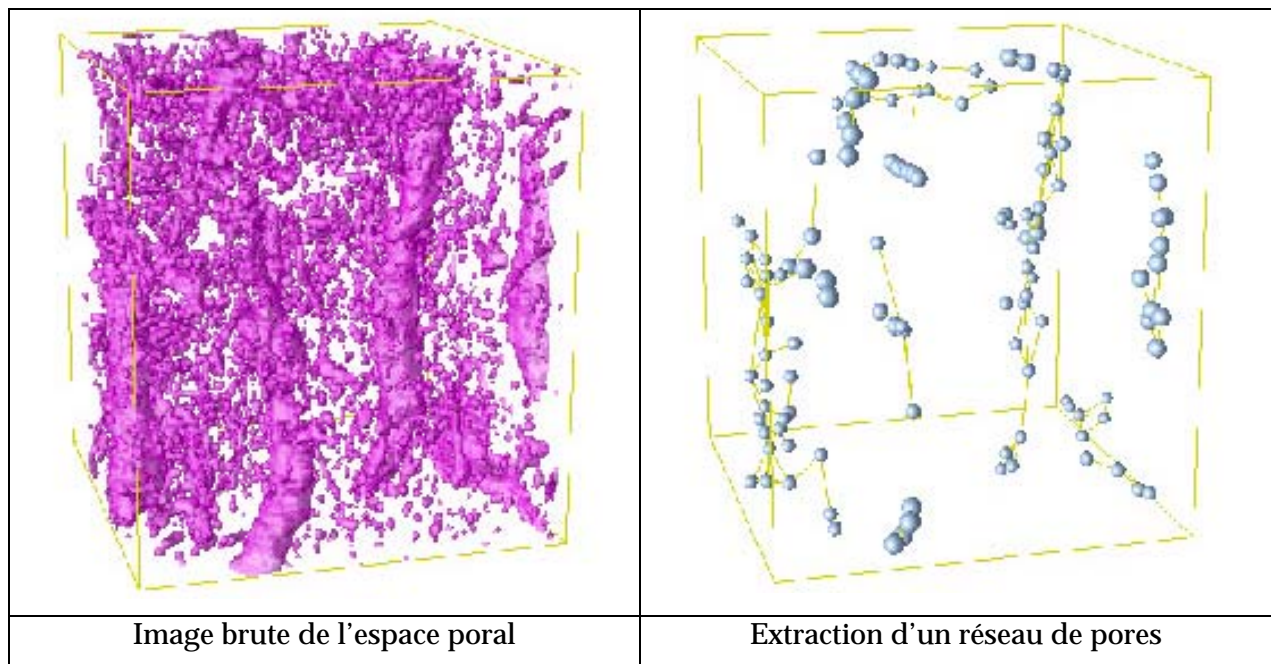 Image brute de l’espace poral
Extraction d’un réseau de pores